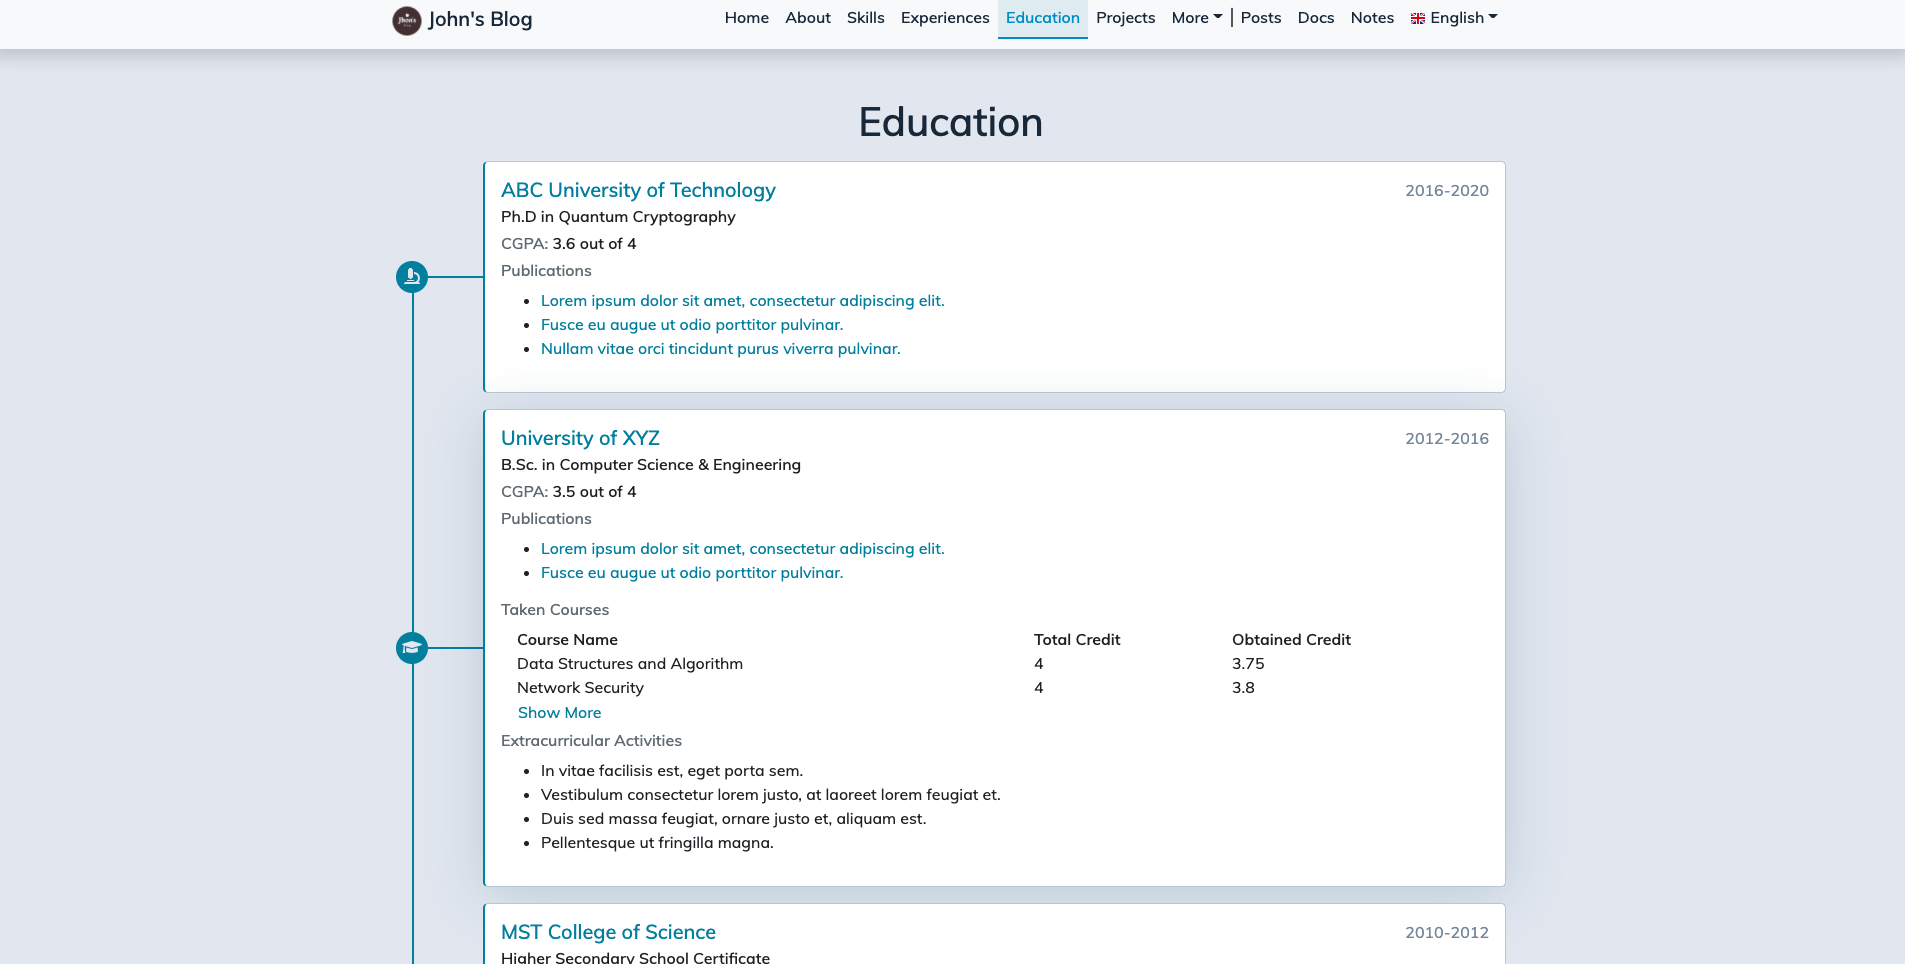 John's Blog
Home About Skills Experiences Education Projects More | Posts Docs Notes English
Education
ABC University of Technology 2016-2020
Ph.D in Quantum Cryptography
CGPA: 3.6 out of 4
Publications
Lorem ipsum dolor sit amet, consectetur adipiscing elit.
Fusce eu augue ut odio porttitor pulvinar.
Nullam vitae orci tincidunt purus viverra pulvinar.
University of XYZ 2012-2016
B.Sc. in Computer Science & Engineering
CGPA: 3.5 out of 4
Publications
Lorem ipsum dolor sit amet, consectetur adipiscing elit.
Fusce eu augue ut odio porttitor pulvinar.
Taken Courses
Course Name Total Credit Obtained Credit
Data Structures and Algorithm 4 3.75
Network Security 4 3.8
Show More
Extracurricular Activities
In vitae facilisis est, eget porta sem.
Vestibulum consectetur lorem justo, at laoreet lorem feugiat et.
Duis sed massa feugiat, ornare justo et, aliquam est.
Pellentesque ut fringilla magna.
MST College of Science 2010-2012
Higher Secondary School Certificate